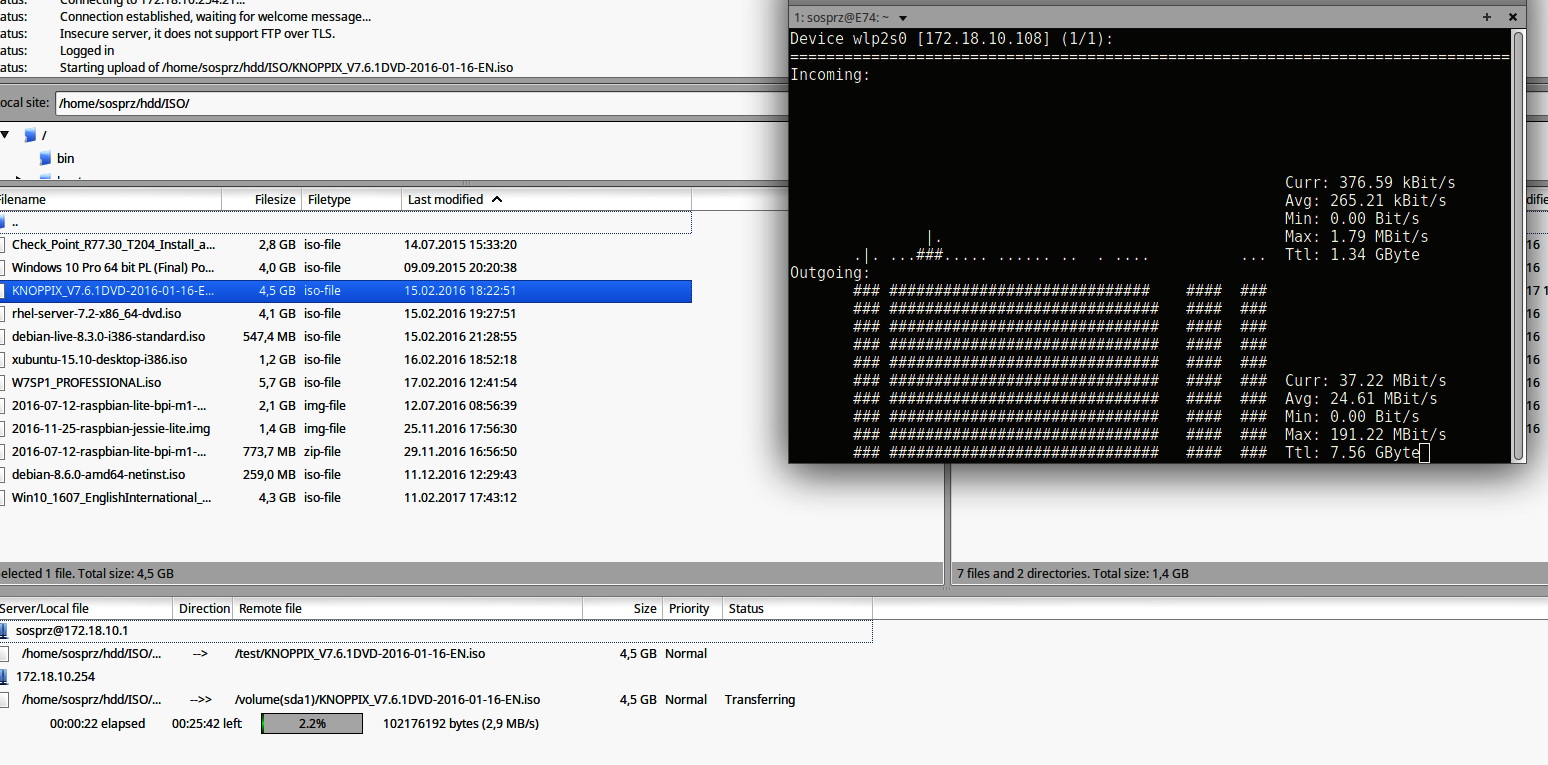 atus: Connecting to 172.18.10.254:21...
atus: Connection established, waiting for welcome message...
atus: Insecure server, it does not support FTP over TLS.
atus: Logged in
atus: Starting upload of /home/sosprz/hdd/ISO/KNOPPIX_V7.6.1DVD-2016-01-16-EN.iso
ocal site: /home/sosprz/hdd/ISO/
/
bin
ilename Filesize Filetype Last modified
..
Check_Point_R77.30_T204_Install_a... 2,8 GB iso-file 14.07.2015 15:33:20
Windows 10 Pro 64 bit PL (Final) Po... 4,0 GB iso-file 09.09.2015 20:20:38
KNOPPIX_V7.6.1DVD-2016-01-16-E... 4,5 GB iso-file 15.02.2016 18:22:51
rhel-server-7.2-x86_64-dvd.iso 4,1 GB iso-file 15.02.2016 19:27:51
debian-live-8.3.0-i386-standard.iso 547,4 MB iso-file 15.02.2016 21:28:55
xubuntu-15.10-desktop-i386.iso 1,2 GB iso-file 16.02.2016 18:52:18
W7SP1_PROFESSIONAL.iso 5,7 GB iso-file 17.02.2016 12:41:54
2016-07-12-raspbian-lite-bpi-m1-... 2,1 GB img-file 12.07.2016 08:56:39
2016-11-25-raspbian-jessie-lite.img 1,4 GB img-file 25.11.2016 17:56:30
2016-07-12-raspbian-lite-bpi-m1-... 773,7 MB zip-file 29.11.2016 16:56:50
debian-8.6.0-amd64-netinst.iso 259,0 MB iso-file 11.12.2016 12:29:43
Win10_1607_EnglishInternational_... 4,3 GB iso-file 11.02.2017 17:43:12
elected 1 file. Total size: 4,5 GB
1: sosprz@E74: ~
Device wlp2s0 [172.18.10.108] (1/1):
================================================================================
Incoming:
Curr: 376.59 kBit/s
Avg: 265.21 kBit/s
Min: 0.00 Bit/s
|. Max: 1.79 MBit/s
.|. ...###..... ...... .. . .... ... Ttl: 1.34 GByte
Outgoing:
### ############################# #### ###
### ############################## #### ###
### ############################## #### ###
### ############################## #### ###
### ############################## #### ###
### ############################## #### ### Curr: 37.22 MBit/s
### ############################## #### ### Avg: 24.61 MBit/s
### ############################## #### ### Min: 0.00 Bit/s
### ############################## #### ### Max: 191.22 MBit/s
### ############################## #### ### Ttl: 7.56 GByte
difie
16
16
17 1
16
16
16
16
16
16
7 files and 2 directories. Total size: 1,4 GB
Server/Local file Direction Remote file Size Priority Status
sosprz@172.18.10.1
/home/sosprz/hdd/ISO/... --> /test/KNOPPIX_V7.6.1DVD-2016-01-16-EN.iso 4,5 GB Normal
172.18.10.254
/home/sosprz/hdd/ISO/... -->> /volume(sda1)/KNOPPIX_V7.6.1DVD-2016-01-16-EN.iso 4,5 GB Normal Transferring
00:00:22 elapsed 00:25:42 left 2.2% 102176192 bytes (2,9 MB/s)